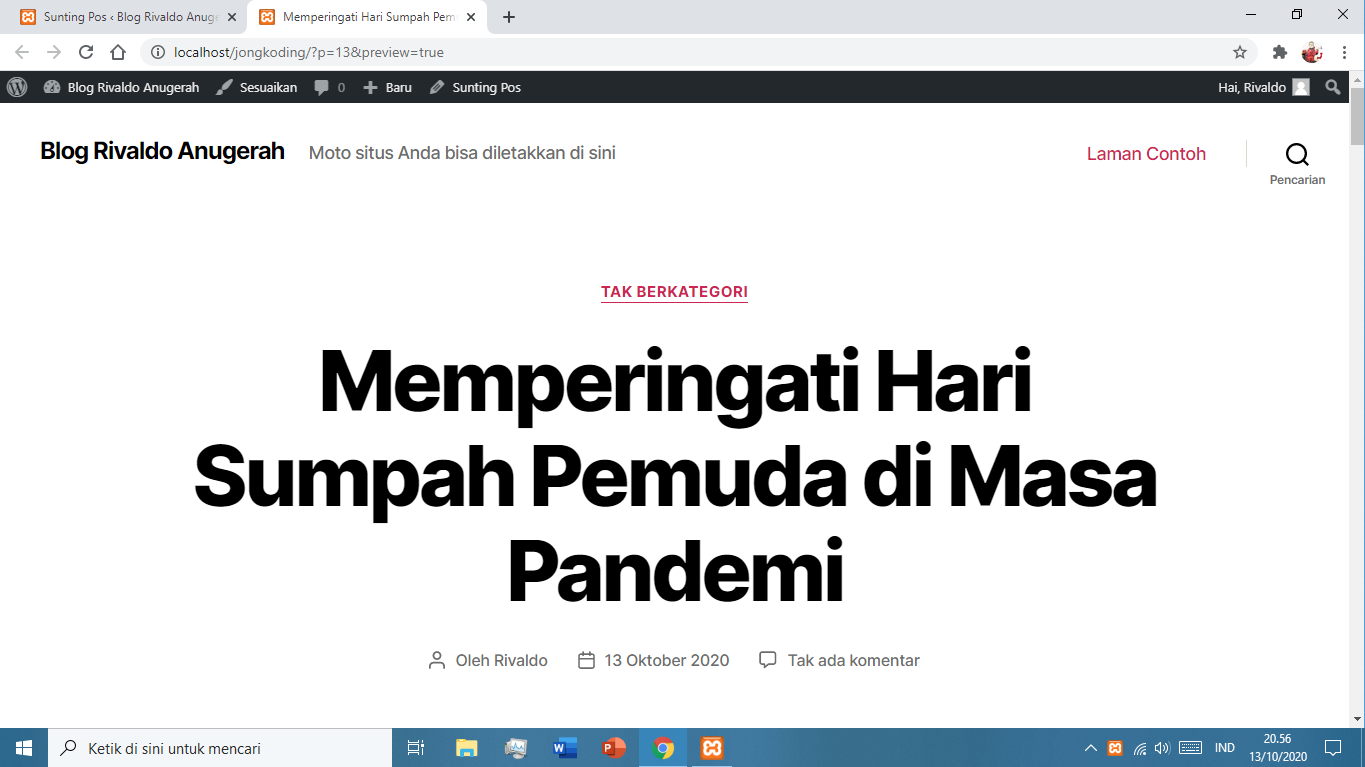 Sunting Pos ‹ Blog Rivaldo Anuge
Memperingati Hari Sumpah Pem
localhost/jongkoding/?p=13&preview=true
Blog Rivaldo Anugerah
Sesuaikan
0
Baru
Sunting Pos
Hai, Rivaldo
Blog Rivaldo Anugerah
Moto situs Anda bisa diletakkan di sini
Laman Contoh
Pencarian
TAK BERKATEGORI
Memperingati Hari
Sumpah Pemuda di Masa
Pandemi
Oleh Rivaldo
13 Oktober 2020
Tak ada komentar
Ketik di sini untuk mencari
IND
20.56
13/10/2020